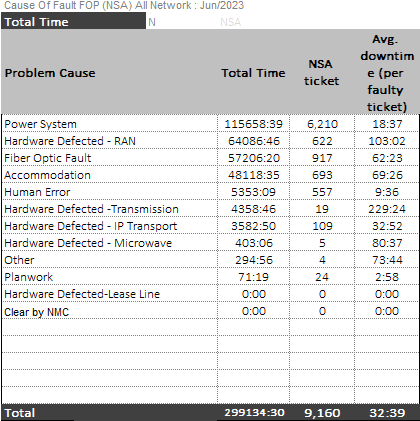 Cause Of Fault FOP (NSA) All Network : Jun/2023
Total Time N NSA
Problem Cause Total Time NSA ticket Avg. downtime (per faulty ticket)
Power System 115658:39 6,210 18:37
Hardware Defected - RAN 64086:46 622 103:02
Fiber Optic Fault 57206:20 917 62:23
Accommodation 48118:35 693 69:26
Human Error 5353:09 557 9:36
Hardware Defected -Transmission 4358:46 19 229:24
Hardware Defected - IP Transport 3582:50 109 32:52
Hardware Defected - Microwave 403:06 5 80:37
Other 294:56 4 73:44
Planwork 71:19 24 2:58
Hardware Defected-Lease Line 0:00 0 0:00
Clear by NMC 0:00 0 0:00
Total 299134:30 9,160 32:39